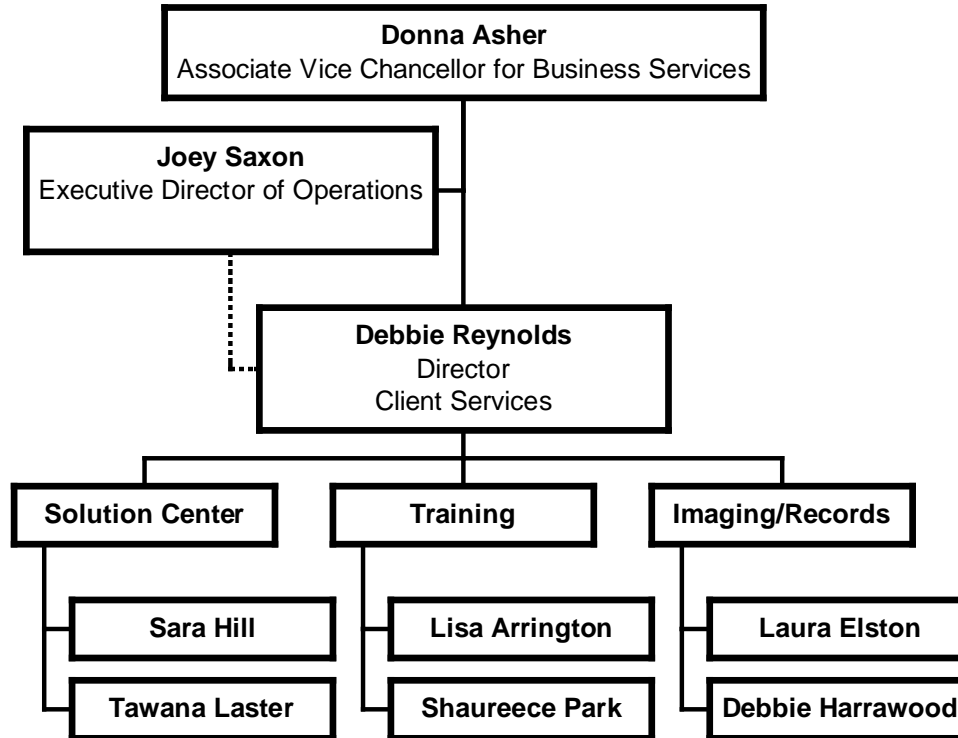 Donna Asher
Associate Vice Chancellor for Business Services
Joey Saxon
Executive Director of Operations
Debbie Reynolds
Director
Client Services
Solution Center
Training
Imaging/Records
Sara Hill
Lisa Arrington
Laura Elston
Tawana Laster
Shaureece Park
Debbie Harrawood